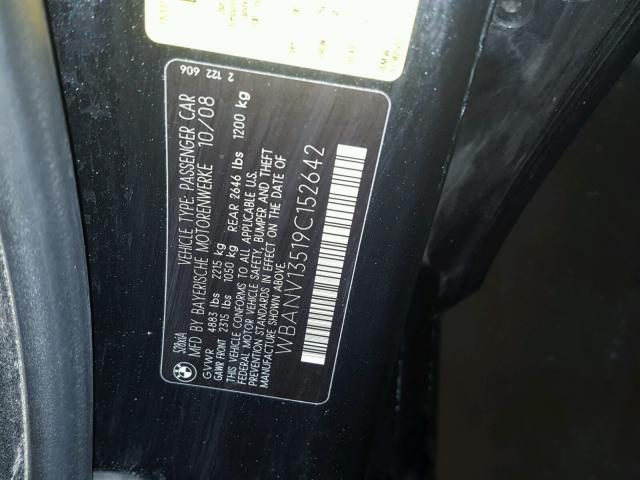 528xiA VEHICLE TYPE: PASSENGER CAR 2 122 606
MFD BY BAYERISCHE MOTORENWERKE 10/08
GVWR 4883 lbs 2215 kg
GAWR FRONT 2315 lbs 1050 kg REAR 2646 lbs 1200 kg
THIS VEHICLE CONFORMS TO ALL APPLICABLE U.S.
FEDERAL MOTOR VEHICLE SAFETY, BUMPER AND THEFT
PREVENTION STANDARDS IN EFFECT ON THE DATE OF
MANUFACTURE SHOWN ABOVE.
WBANV13519C152642